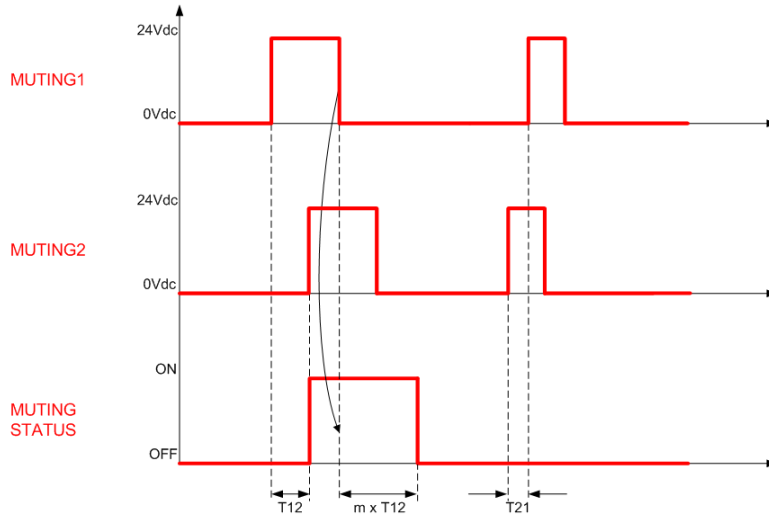 24Vdc
MUTING1
0Vdc
24Vdc
MUTING2
0Vdc
ON
MUTING
STATUS
OFF
T12
m x T12
T21